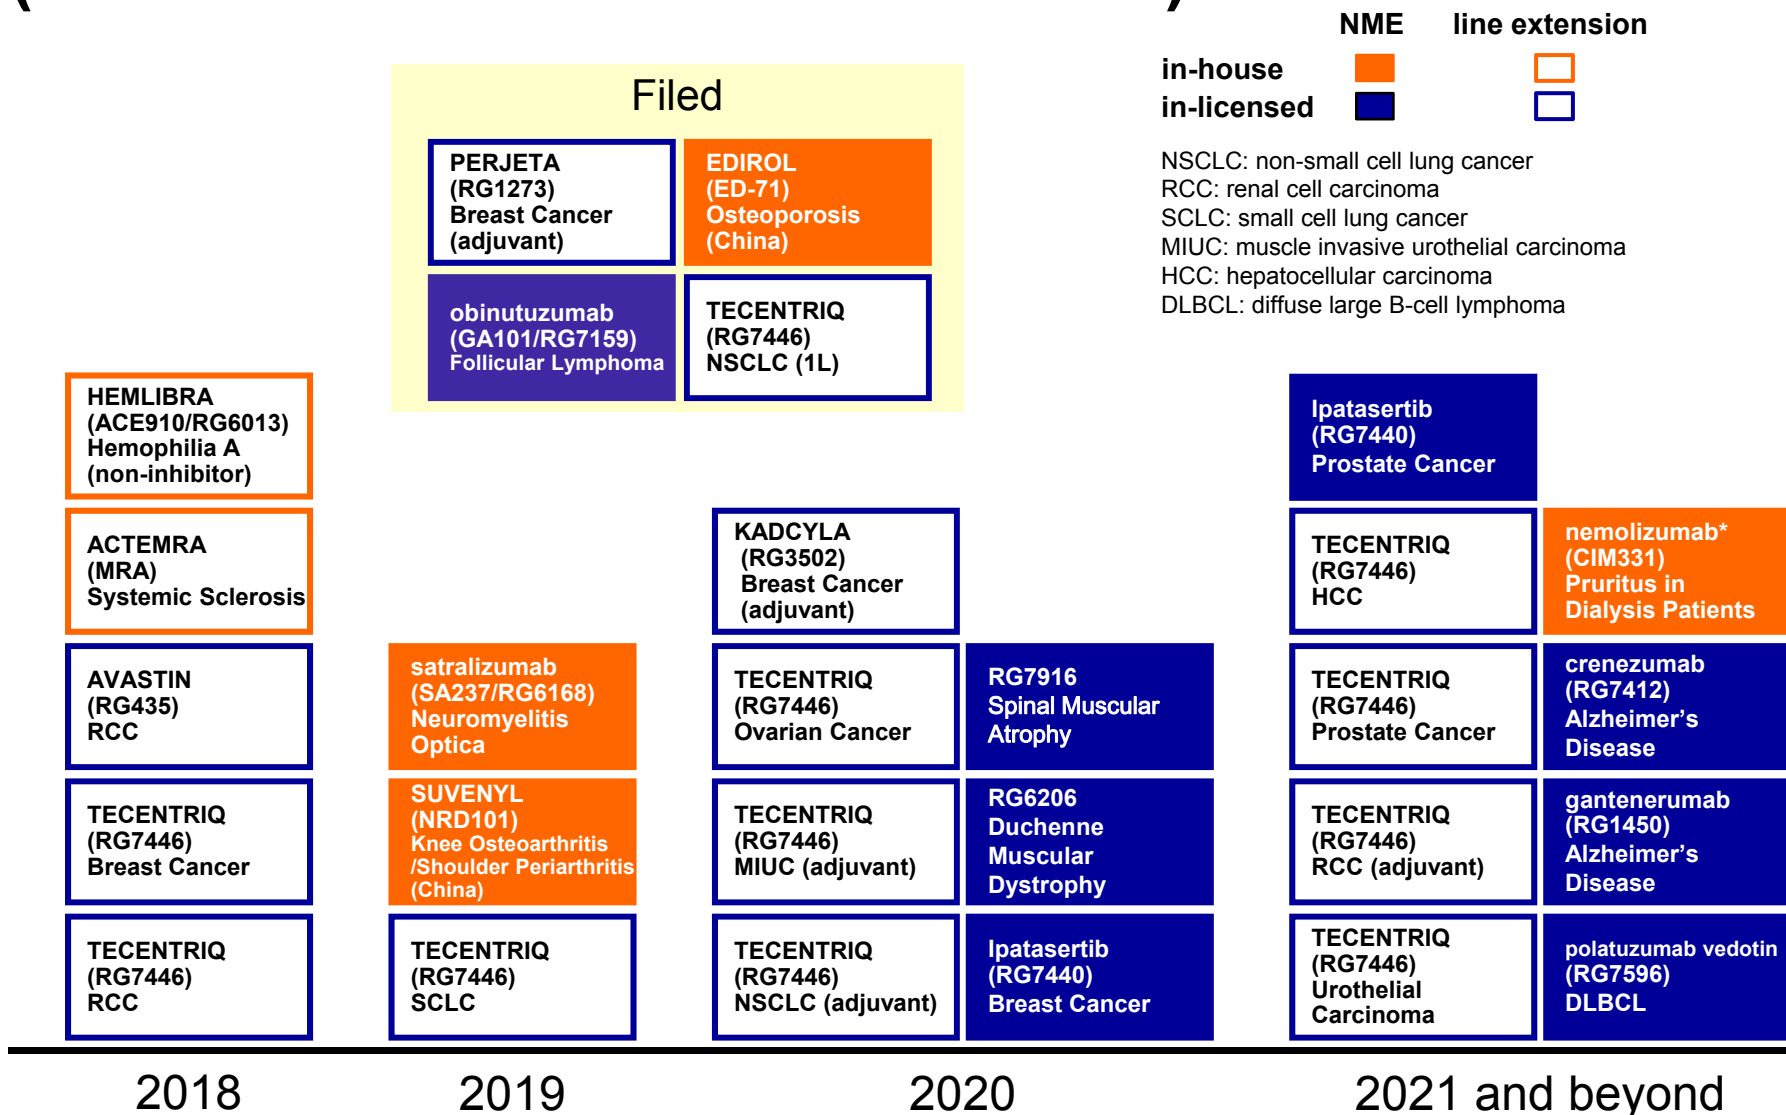 NME line extension
in-house
in-licensed
NSCLC: non-small cell lung cancer
RCC: renal cell carcinoma
SCLC: small cell lung cancer
MIUC: muscle invasive urothelial carcinoma
HCC: hepatocellular carcinoma
DLBCL: diffuse large B-cell lymphoma
Filed
PERJETA
(RG1273)
Breast Cancer
(adjuvant)
EDIROL
(ED-71)
Osteoporosis
(China)
obinutuzumab
(GA101/RG7159)
Follicular Lymphoma
TECENTRIQ
(RG7446)
NSCLC (1L)
HEMLIBRA
(ACE910/RG6013)
Hemophilia A
(non-inhibitor)
ACTEMRA
(MRA)
Systemic Sclerosis
AVASTIN
(RG435)
RCC
TECENTRIQ
(RG7446)
Breast Cancer
TECENTRIQ
(RG7446)
RCC
2018
satralizumab
(SA237/RG6168)
Neuromyelitis
Optica
SUVENYL
(NRD101)
Knee Osteoarthritis
/Shoulder Periarthritis
(China)
TECENTRIQ
(RG7446)
SCLC
2019
KADCYLA
(RG3502)
Breast Cancer
(adjuvant)
TECENTRIQ
(RG7446)
Ovarian Cancer
TECENTRIQ
(RG7446)
MIUC (adjuvant)
TECENTRIQ
(RG7446)
NSCLC (adjuvant)
RG7916
Spinal Muscular
Atrophy
RG6206
Duchenne
Muscular
Dystrophy
Ipatasertib
(RG7440)
Breast Cancer
2020
Ipatasertib
(RG7440)
Prostate Cancer
TECENTRIQ
(RG7446)
HCC
TECENTRIQ
(RG7446)
Prostate Cancer
TECENTRIQ
(RG7446)
RCC (adjuvant)
TECENTRIQ
(RG7446)
Urothelial
Carcinoma
nemolizumab*
(CIM331)
Pruritus in
Dialysis Patients
crenezumab
(RG7412)
Alzheimer's
Disease
gantenerumab
(RG1450)
Alzheimer's
Disease
polatuzumab vedotin
(RG7596)
DLBCL
2021 and beyond